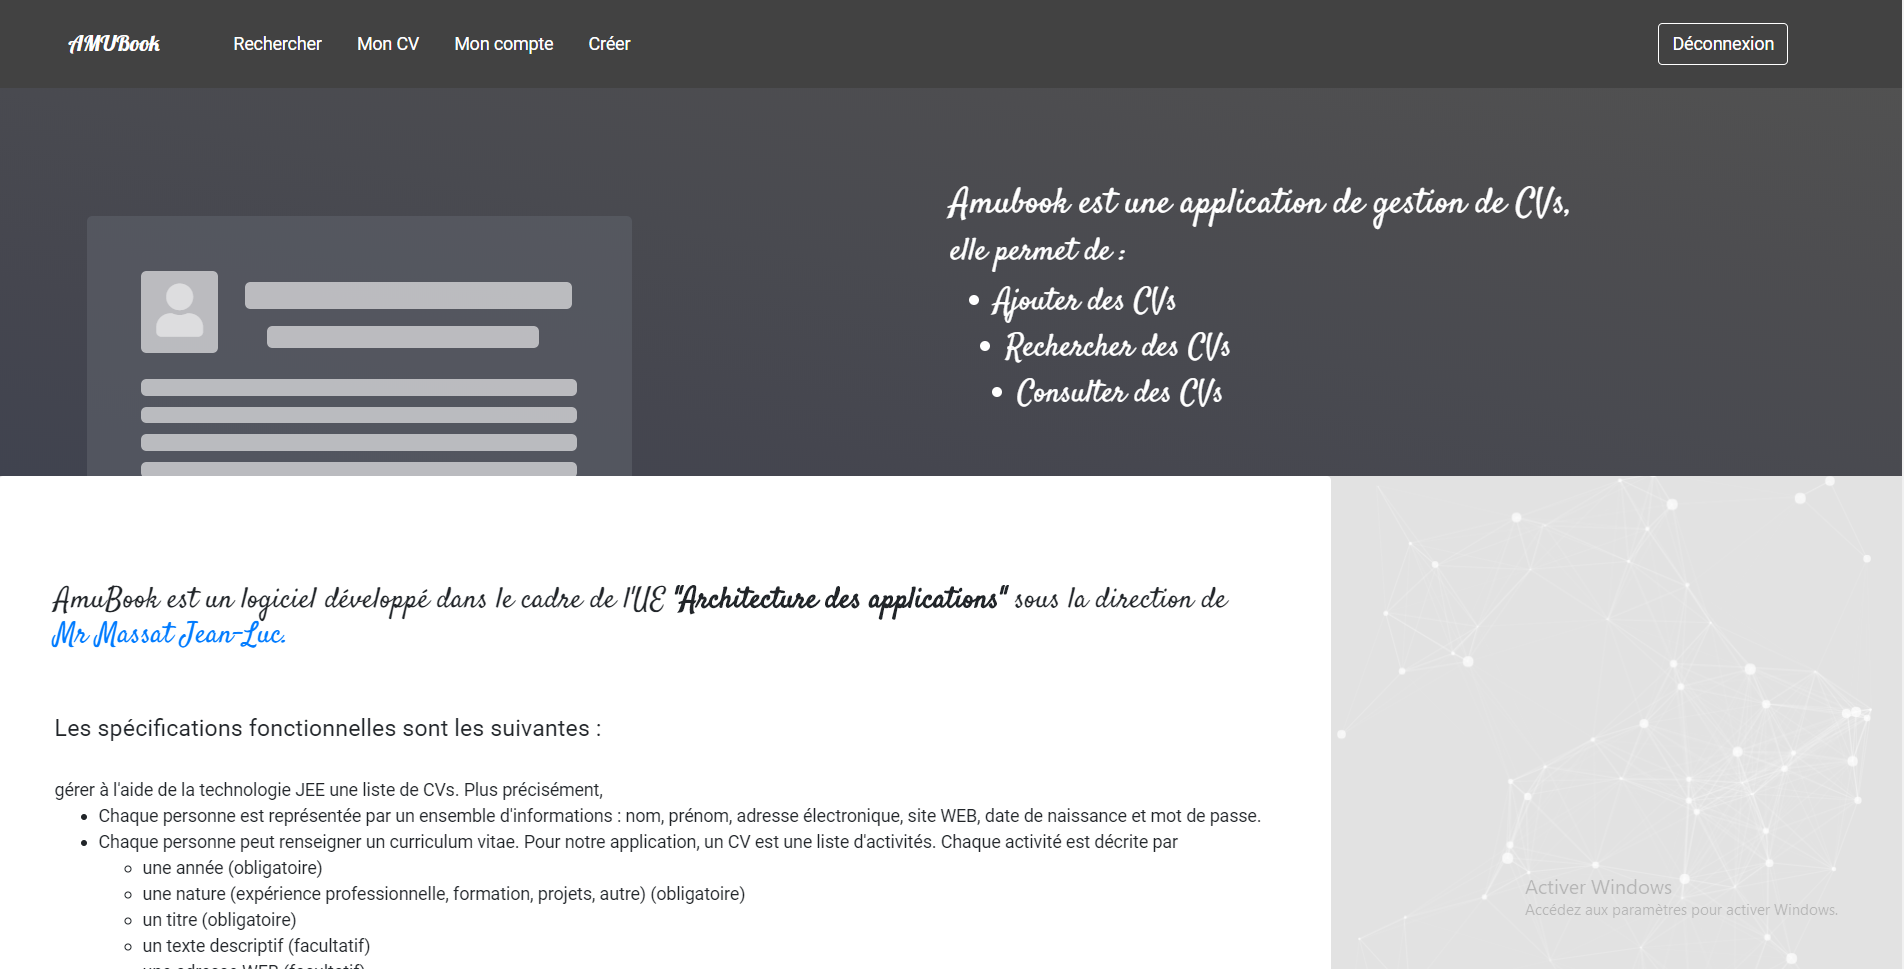 AMUBook
Rechercher
Mon CV
Mon compte
Créer
Déconnexion
Amubook est une application de gestion de CVs,
elle permet de :
Ajouter des CVs
Rechercher des CVs
Consulter des CVs
AmuBook est un logiciel développé dans le cadre de l'UE "Architecture des applications" sous la direction de
Mr Massat Jean-Luc.
Les spécifications fonctionnelles sont les suivantes :
gérer à l'aide de la technologie JEE une liste de CVs. Plus précisément,
Chaque personne est représentée par un ensemble d'informations : nom, prénom, adresse électronique, site WEB, date de naissance et mot de passe.
Chaque personne peut renseigner un curriculum vitae. Pour notre application, un CV est une liste d'activités. Chaque activité est décrite par
une année (obligatoire)
une nature (expérience professionnelle, formation, projets, autre) (obligatoire)
un titre (obligatoire)
un texte descriptif (facultatif)
une adresse WEB (facultatif)
Activer Windows
Accédez aux paramètres pour activer Windows.